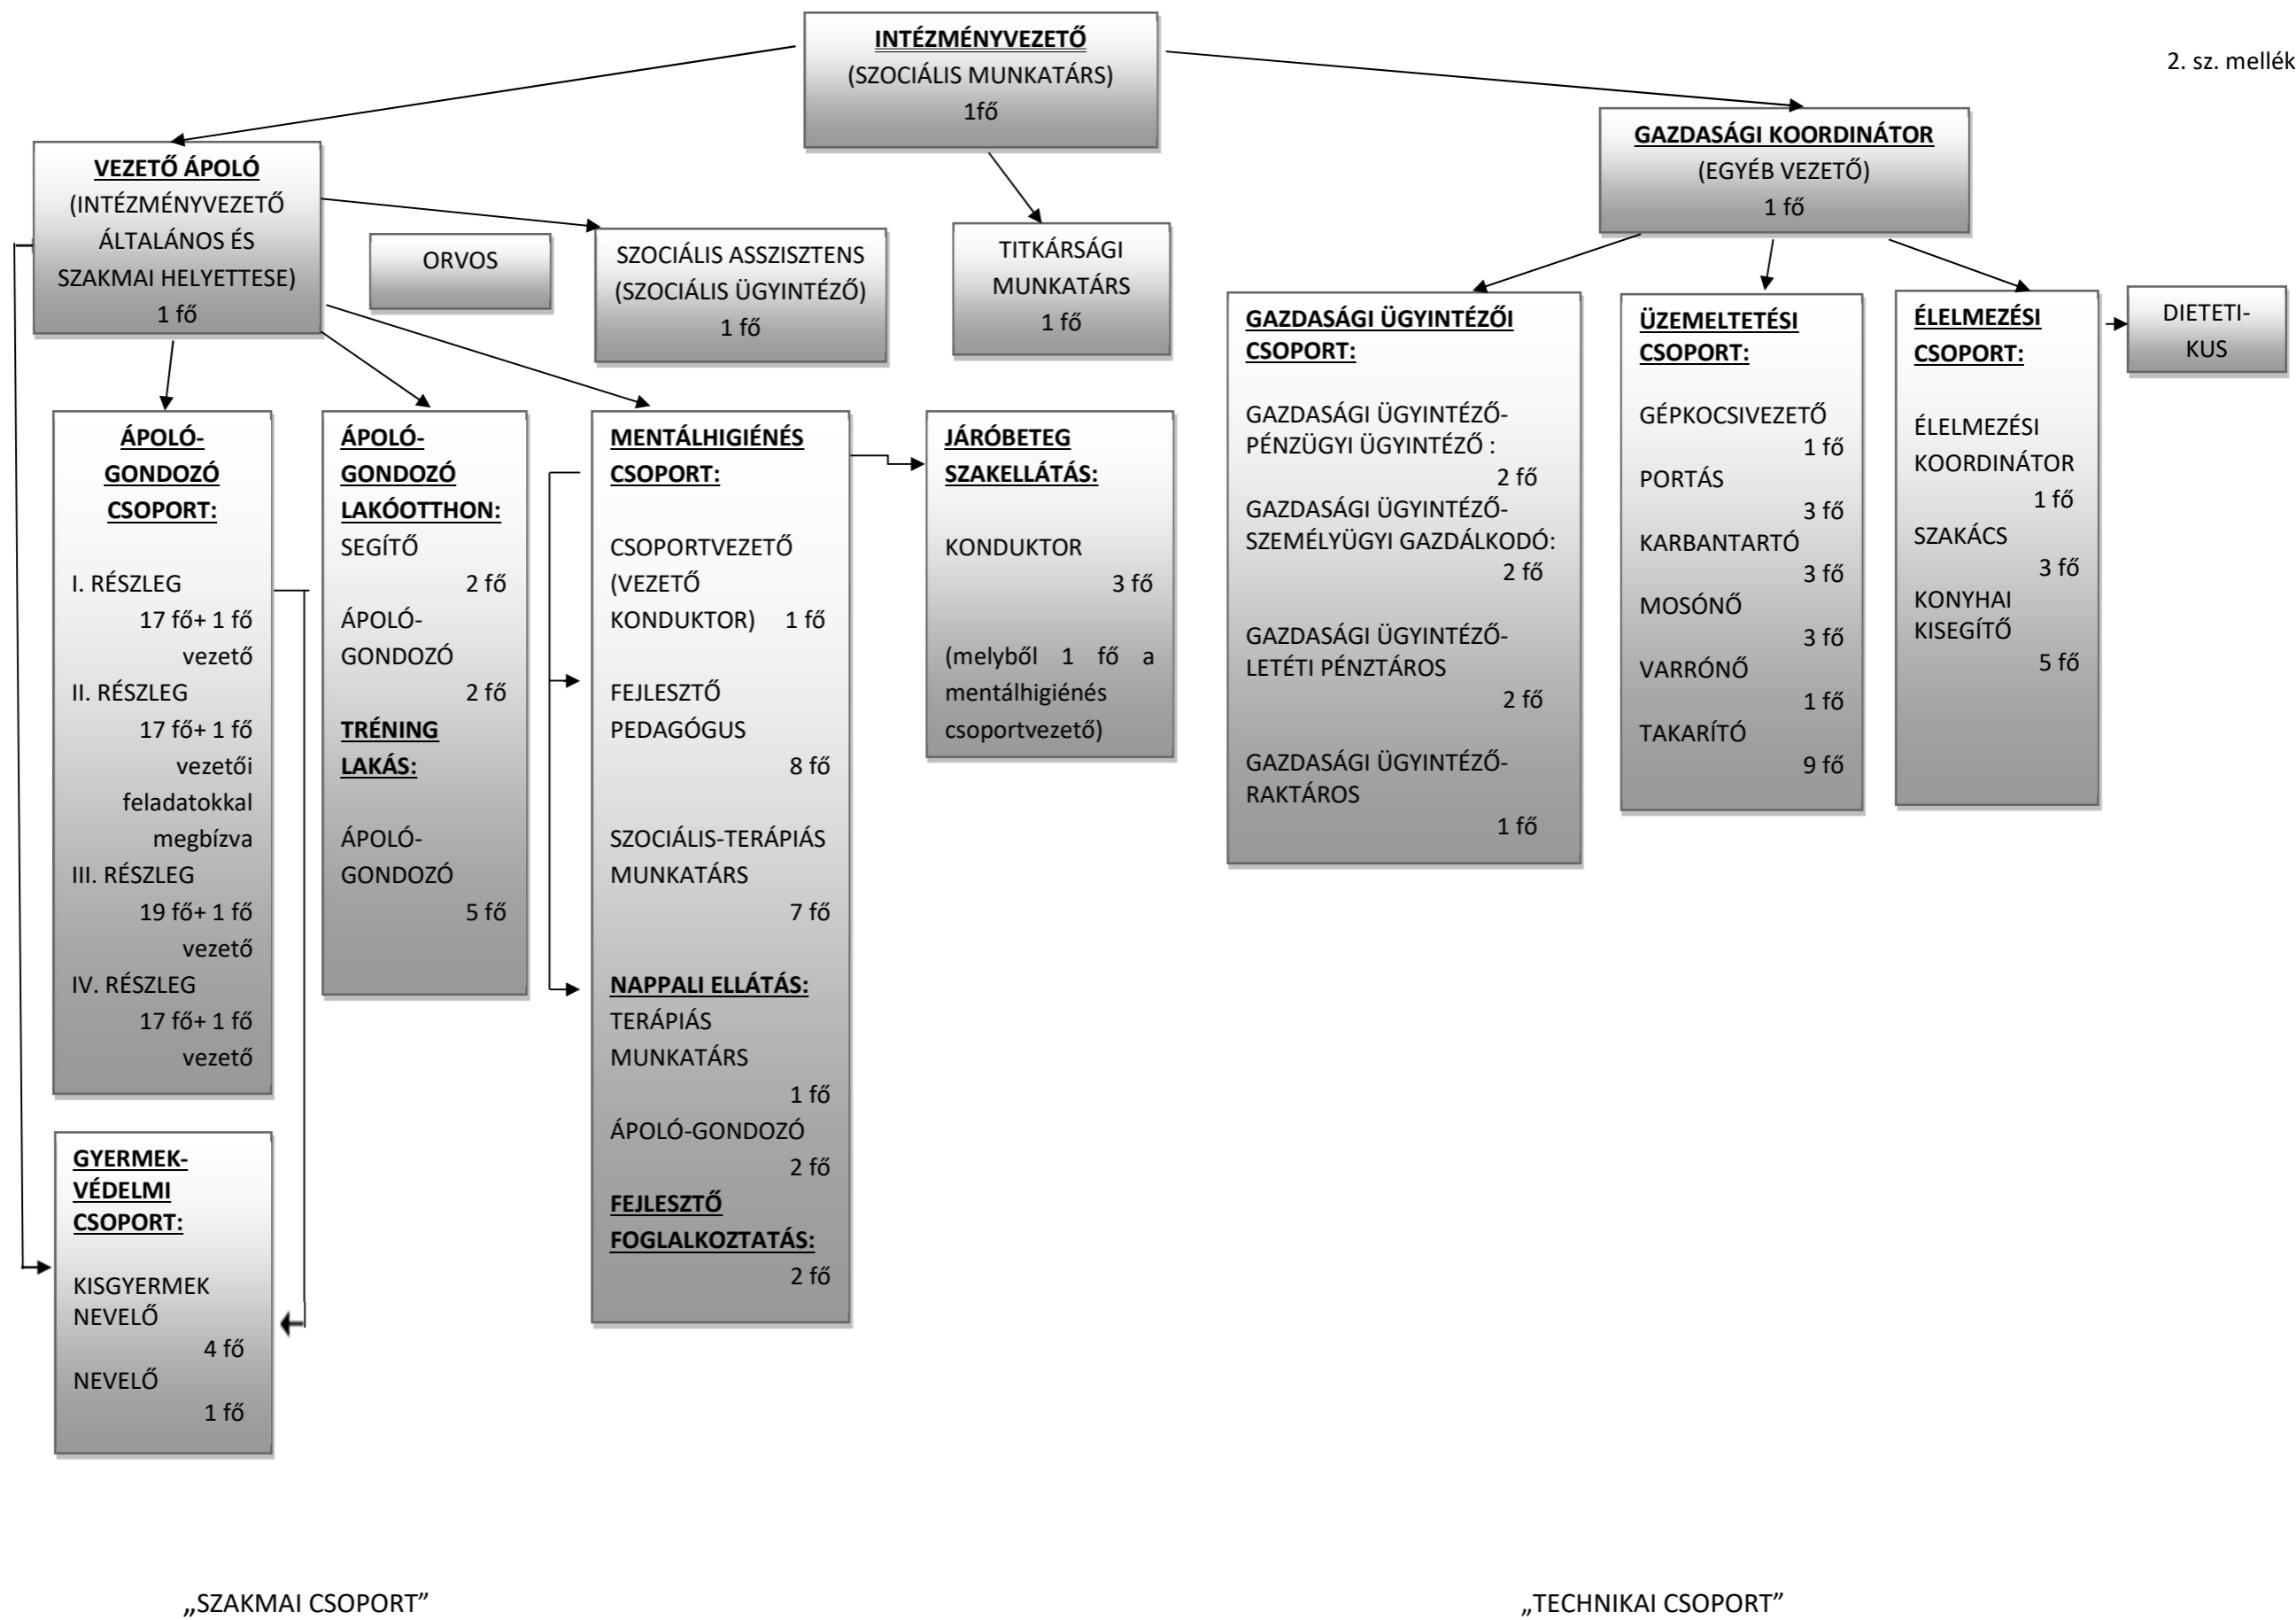 INTÉZMÉNYVEZETŐ
(SZOCIÁLIS MUNKATÁRS)
1fő
2. sz. mellék
VEZETŐ ÁPOLÓ
(INTÉZMÉNYVEZETŐ
ÁLTALÁNOS ÉS
SZAKMAI HELYETTESE)
1 fő
ORVOS
SZOCIÁLIS ASSZISZTENS
(SZOCIÁLIS ÜGYINTÉZŐ)
1 fő
TITKÁRSÁGI
MUNKATÁRS
1 fő
GAZDASÁGI KOORDINÁTOR
(EGYÉB VEZETŐ)
1 fő
ÁPOLÓ-
GONDOZÓ
CSOPORT:
I. RÉSZLEG
17 fő+ 1 fő
vezető
II. RÉSZLEG
17 fő+ 1 fő
vezetői
feladatokkal
megbízva
III. RÉSZLEG
19 fő+ 1 fő
vezető
IV. RÉSZLEG
17 fő+ 1 fő
vezető
ÁPOLÓ-
GONDOZÓ
LAKÓOTTHON:
SEGÍTŐ
2 fő
ÁPOLÓ-
GONDOZÓ
2 fő
TRÉNING
LAKÁS:
ÁPOLÓ-
GONDOZÓ
5 fő
MENTÁLHIGIÉNÉS
CSOPORT:
CSOPORTVEZETŐ
(VEZETŐ
KONDUKTOR) 1 fő
FEJLESZTŐ
PEDAGÓGUS
8 fő
SZOCIÁLIS-TERÁPIÁS
MUNKATÁRS
7 fő
NAPPALI ELLÁTÁS:
TERÁPIÁS
MUNKATÁRS
1 fő
ÁPOLÓ-GONDOZÓ
2 fő
FEJLESZTŐ
FOGLALKOZTATÁS:
2 fő
JÁRÓBETEG
SZAKELLÁTÁS:
KONDUKTOR
3 fő
(melyből 1 fő a
mentálhigiénés
csoportvezető)
GAZDASÁGI ÜGYINTÉZŐI
CSOPORT:
GAZDASÁGI ÜGYINTÉZŐ-
PÉNZÜGYI ÜGYINTÉZŐ :
2 fő
GAZDASÁGI ÜGYINTÉZŐ-
SZEMÉLYÜGYI GAZDÁLKODÓ:
2 fő
GAZDASÁGI ÜGYINTÉZŐ-
LETÉTI PÉNZTÁROS
2 fő
GAZDASÁGI ÜGYINTÉZŐ-
RAKTÁROS
1 fő
ÜZEMELTETÉSI
CSOPORT:
GÉPKOCSIVEZETŐ
1 fő
PORTÁS
3 fő
KARBANTARTÓ
3 fő
MOSÓNŐ
3 fő
VARRÓNŐ
1 fő
TAKARÍTÓ
9 fő
ÉLELMEZÉSI
CSOPORT:
ÉLELMEZÉSI
KOORDINÁTOR
1 fő
SZAKÁCS
3 fő
KONYHAI
KISEGÍTŐ
5 fő
DIETETI-
KUS
GYERMEK-
VÉDELMI
CSOPORT:
KISGYERMEK
NEVELŐ
4 fő
NEVELŐ
1 fő
„SZAKMAI CSOPORT”
„TECHNIKAI CSOPORT”